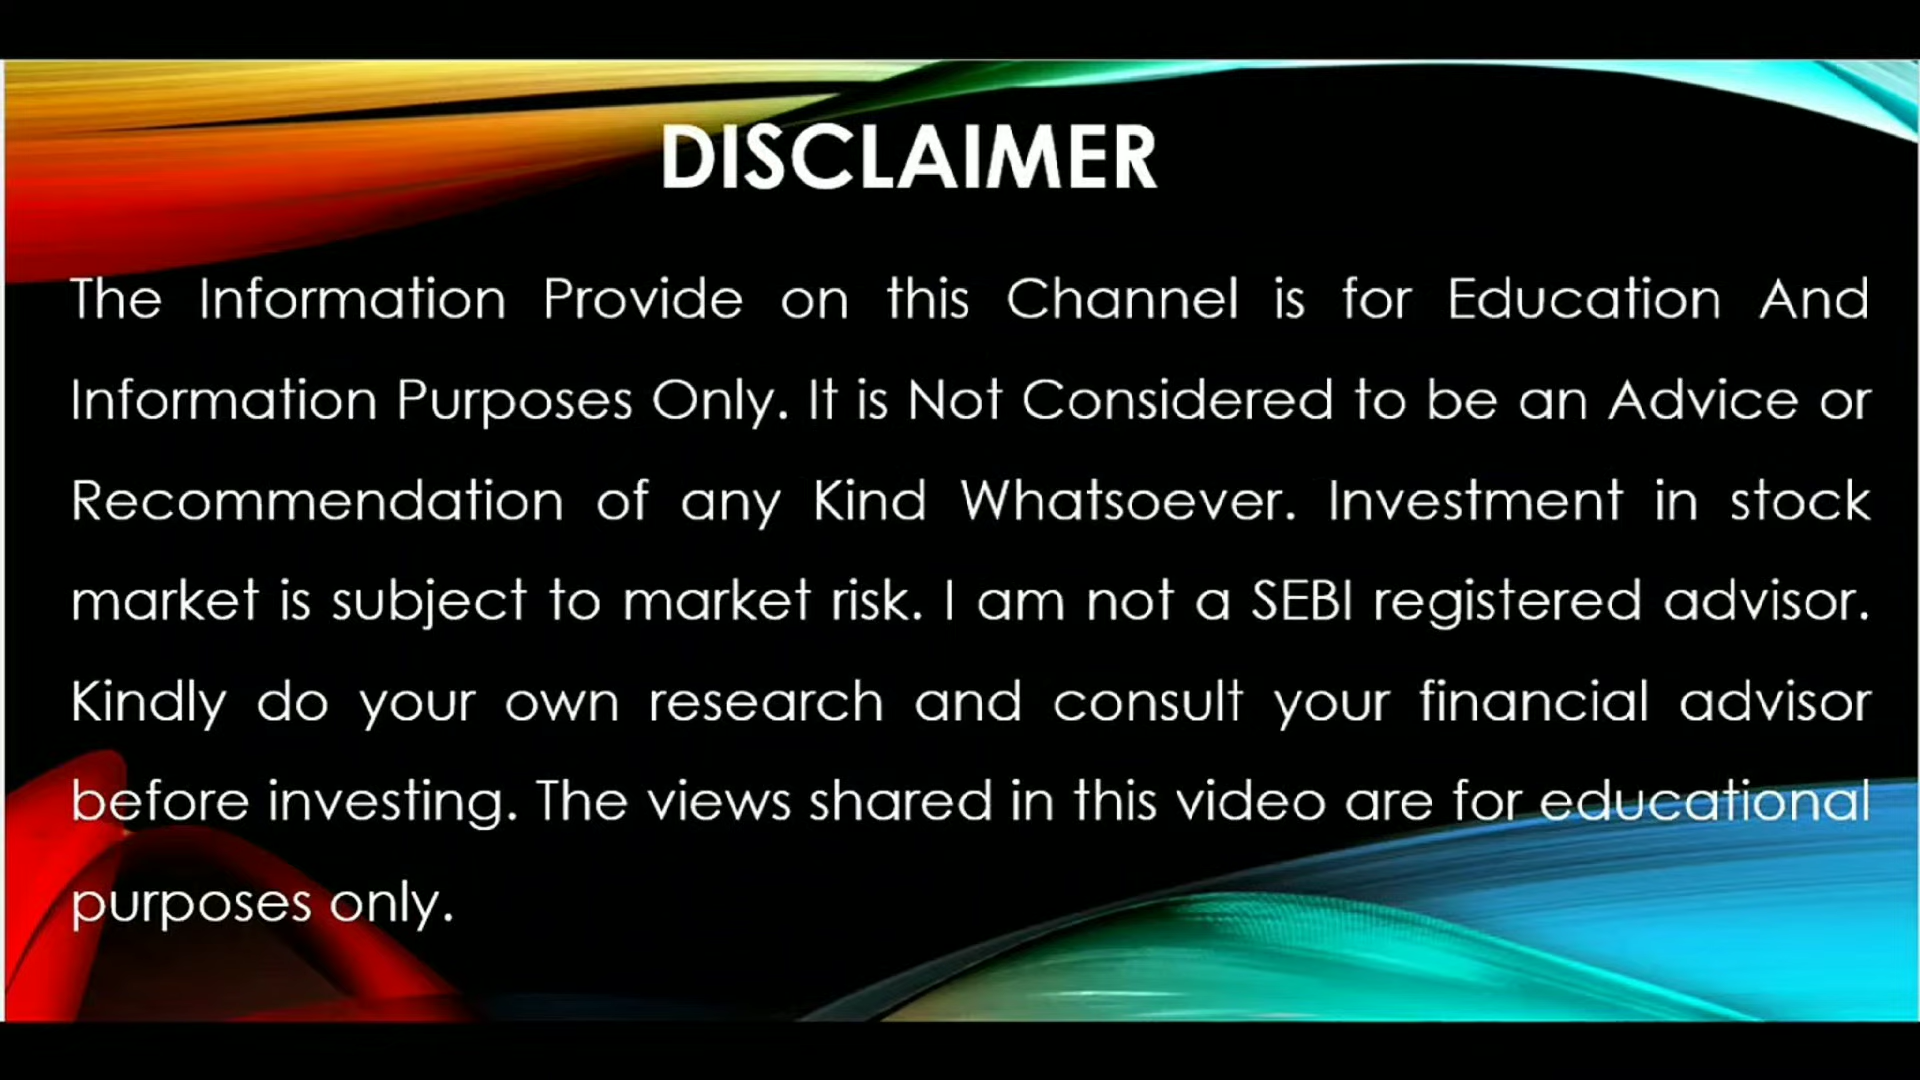 DISCLAIMER
The Information Provide on this Channel is for Education And
Information Purposes Only. It is Not Considered to be an Advice or
Recommendation of any Kind Whatsoever. Investment in stock
market is subject to market risk. I am not a SEBI registered advisor.
Kindly do your own research and consult your financial advisor
before investing. The views shared in this video are for educational
purposes only.